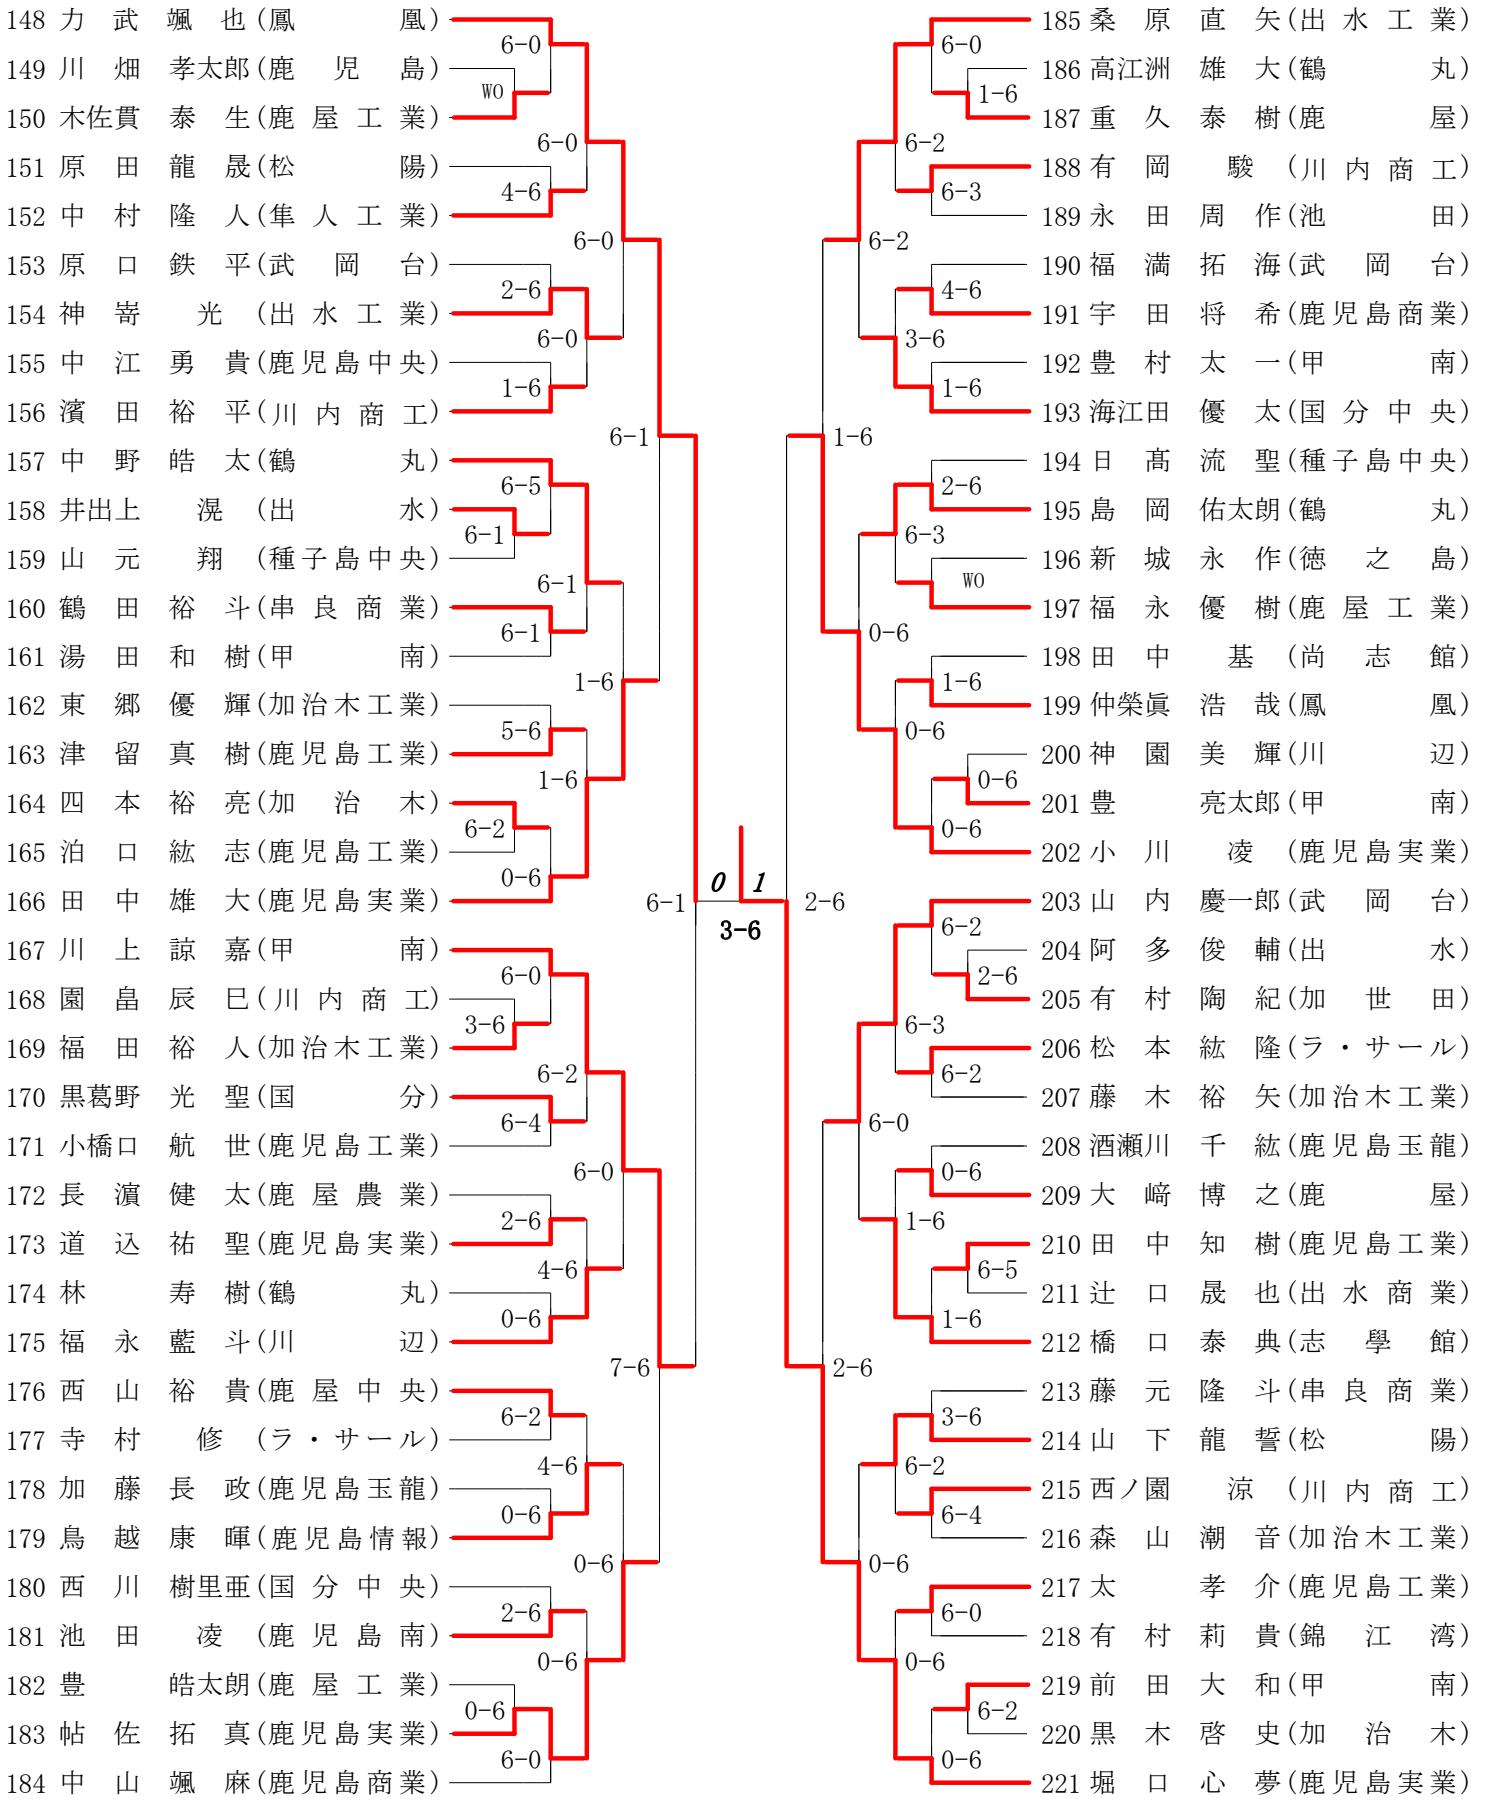 148 力武颯也(鳳凰)
6-0
149 川畑孝太郎(鹿児島)
WO
150 木佐貫泰生(鹿屋工業)
6-0
151 原田龍晟(松陽)
4-6
152 中村隆人(隼人工業)
6-0
153 原口鉄平(武岡台)
2-6
154 神嵜光(出水工業)
6-0
155 中江勇貴(鹿児島中央)
1-6
156 濱田裕平(川内商工)
6-1
157 中野皓太(鶴丸)
6-5
158 井出上滉(出水)
6-1
159 山元翔(種子島中央)
6-1
160 鶴田裕斗(串良商業)
6-1
161 湯田和樹(甲南)
1-6
162 東郷優輝(加治木工業)
5-6
163 津留真樹(鹿児島工業)
1-6
164 四本裕亮(加治木)
6-2
165 泊口紘志(鹿児島工業)
0-6
166 田中雄大(鹿児島実業)
6-1
167 川上諒嘉(甲南)
6-0
168 園畠辰巳(川内商工)
3-6
169 福田裕人(加治木工業)
6-2
170 黒葛野光聖(国分)
6-4
171 小橋口航世(鹿児島工業)
6-0
172 長濵健太(鹿屋農業)
2-6
173 道込祐聖(鹿児島実業)
4-6
174 林寿樹(鶴丸)
0-6
175 福永藍斗(川辺)
7-6
176 西山裕貴(鹿屋中央)
6-2
177 寺村修(ラ・サール)
4-6
178 加藤長政(鹿児島玉龍)
0-6
179 鳥越康暉(鹿児島情報)
0-6
180 西川樹里亜(国分中央)
2-6
181 池田凌(鹿児島南)
0-6
182 豊皓太朗(鹿屋工業)
0-6
183 帖佐拓真(鹿児島実業)
6-0
184 中山颯麻(鹿児島商業)
0 1
3-6
185 桑原直矢(出水工業)
6-0
186 高江洲雄大(鶴丸)
1-6
187 重久泰樹(鹿屋)
6-2
188 有岡駿(川内商工)
6-3
189 永田周作(池田)
6-2
190 福満拓海(武岡台)
4-6
191 宇田将希(鹿児島商業)
3-6
192 豊村太一(甲南)
1-6
193 海江田優太(国分中央)
1-6
194 日髙流聖(種子島中央)
2-6
195 島岡佑太朗(鶴丸)
6-3
196 新城永作(徳之島)
WO
197 福永優樹(鹿屋工業)
0-6
198 田中基(尚志館)
1-6
199 仲榮眞浩哉(鳳凰)
0-6
200 神園美輝(川辺)
0-6
201 豊亮太郎(甲南)
0-6
202 小川凌(鹿児島実業)
2-6
203 山内慶一郎(武岡台)
6-2
204 阿多俊輔(出水)
2-6
205 有村陶紀(加世田)
6-3
206 松本紘隆(ラ・サール)
6-2
207 藤木裕矢(加治木工業)
6-0
208 酒瀬川千紘(鹿児島玉龍)
0-6
209 大﨑博之(鹿屋)
1-6
210 田中知樹(鹿児島工業)
6-5
211 辻口晟也(出水商業)
1-6
212 橋口泰典(志學館)
2-6
213 藤元隆斗(串良商業)
3-6
214 山下龍誓(松陽)
6-2
215 西ノ園涼(川内商工)
6-4
216 森山潮音(加治木工業)
0-6
217 太孝介(鹿児島工業)
6-0
218 有村莉貴(錦江湾)
0-6
219 前田大和(甲南)
6-2
220 黒木啓史(加治木)
0-6
221 堀口心夢(鹿児島実業)